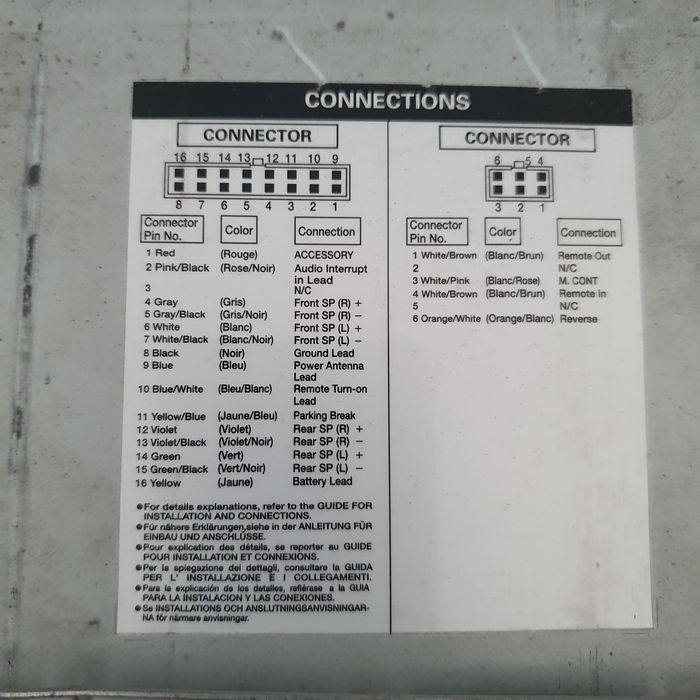 CONNECTIONS
CONNECTOR
16 15 14 13 12 11 10 9
8 7 6 5 4 3 2 1
Connector Pin No. Color Connection
1 Red (Rouge) ACCESSORY
2 Pink/Black (Rose/Noir) Audio Interrupt
in Lead
3 N/C
4 Gray (Gris) Front SP (R) +
5 Gray/Black (Gris/Noir) Front SP (R) −
6 White (Blanc) Front SP (L) +
7 White/Black (Blanc/Noir) Front SP (L) −
8 Black (Noir) Ground Lead
9 Blue (Bleu) Power Antenna
Lead
10 Blue/White (Bleu/Blanc) Remote Turn-on
Lead
11 Yellow/Blue (Jaune/Bleu) Parking Break
12 Violet (Violet) Rear SP (R) +
13 Violet/Black (Violet/Noir) Rear SP (R) −
14 Green (Vert) Rear SP (L) +
15 Green/Black (Vert/Noir) Rear SP (L) −
16 Yellow (Jaune) Battery Lead
●For details explanations, refer to the GUIDE FOR
INSTALLATION AND CONNECTIONS.
●Für nähere Erklärungen,siehe in der ANLEITUNG FÜR
EINBAU UND ANSCHLÜSSE.
●Pour explication des détails, se reporter au GUIDE
POUR INSTALLATION ET CONNEXIONS.
●Per la spiegazione dei dettagli, consultare la GUIDA
PER L' INSTALLAZIONE E I COLLEGAMENTI.
●Para la explicación de los detalles, refiérase a la GUIA
PARA LA INSTALACION Y LAS CONEXIONES.
●Se INSTALLATIONS OCH ANSLUTNINGSANVISNINGAR-
NA för närmare anvisningar.
CONNECTOR
6 5 4
3 2 1
Connector Pin No. Color Connection
1 White/Brown (Blanc/Brun) Remote Out
2 N/C
3 White/Pink (Blanc/Rose) M. CONT
4 White/Brown (Blanc/Brun) Remote in
5 N/C
6 Orange/White (Orange/Blanc) Reverse